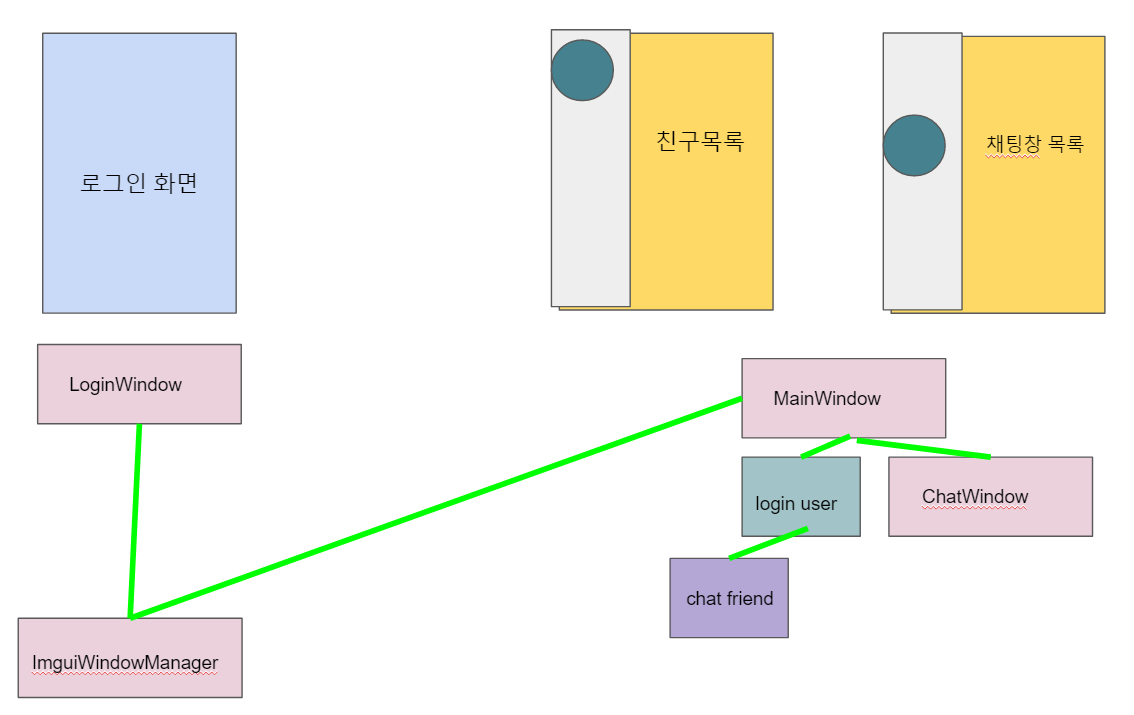 친구목록
채팅창 목록
로그인 화면
LoginWindow
MainWindow
login user
ChatWindow
chat friend
ImguiWindowManager